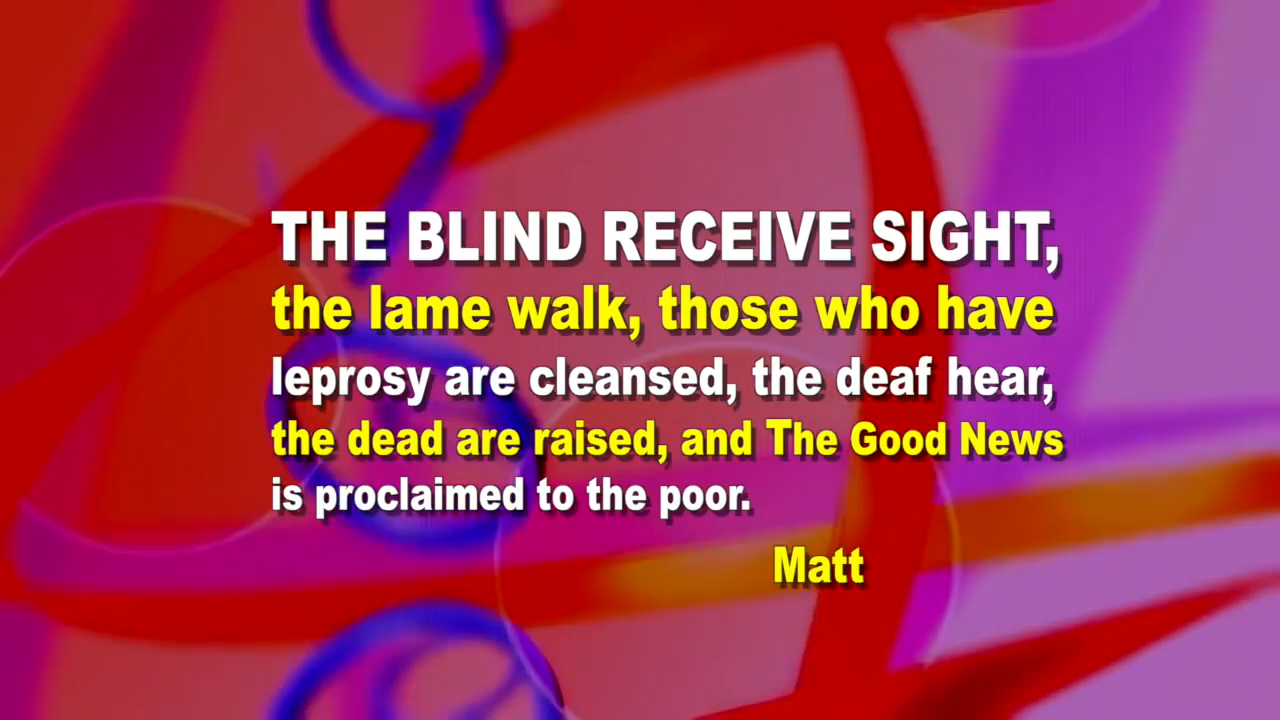 THE BLIND RECEIVE SIGHT,
the lame walk, those who have
leprosy are cleansed, the deaf hear,
the dead are raised, and The Good News
is proclaimed to the poor.
Matt